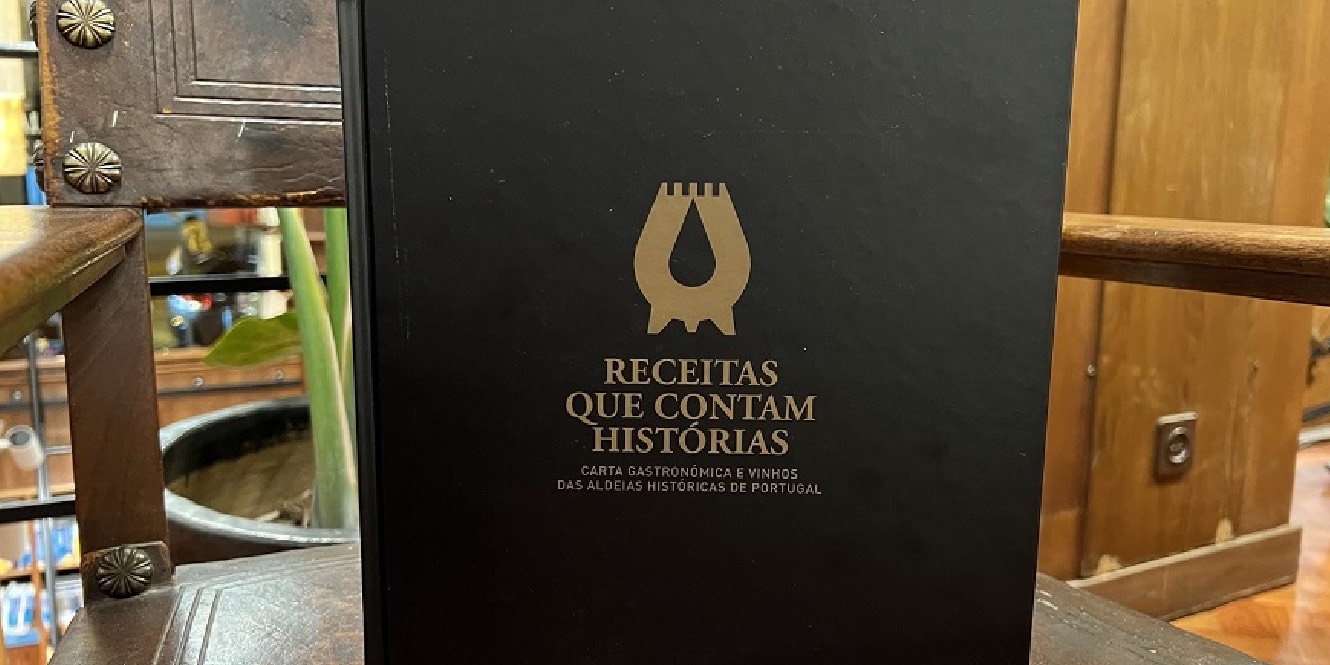 RECEITAS
QUE CONTAM
HISTÓRIAS
CARTA GASTRONÓMICA E VINHOS
DAS ALDEIAS HISTÓRICAS DE PORTUGAL